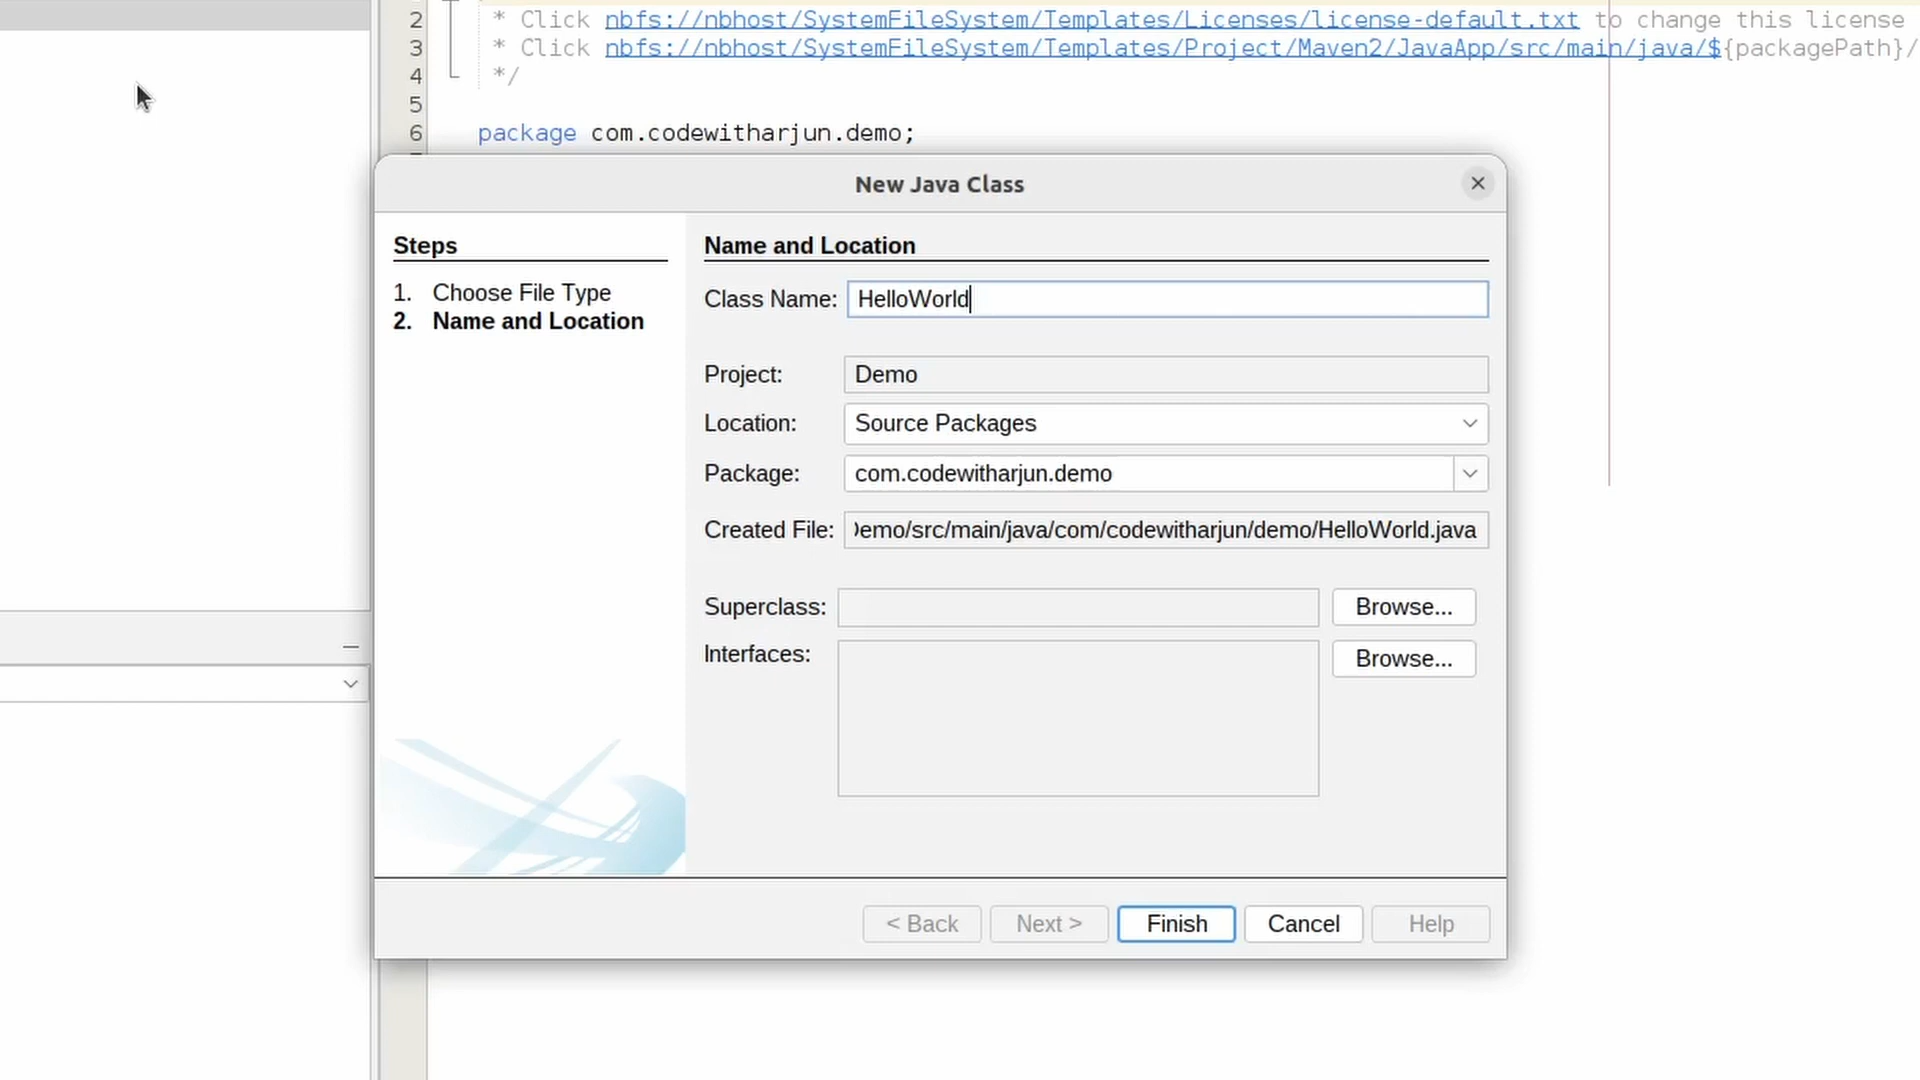 2 * Click nbfs://nbhost/SystemFileSystem/Templates/Licenses/license-default.txt to change this license
3 * Click nbfs://nbhost/SystemFileSystem/Templates/Project/Maven2/JavaApp/src/main/java/${packagePath}/
4 */
5
6 package com.codewitharjun.demo;
New Java Class
Steps
1. Choose File Type
2. Name and Location
Name and Location
Class Name: HelloWorld
Project: Demo
Location: Source Packages
Package: com.codewitharjun.demo
Created File: Demo/src/main/java/com/codewitharjun/demo/HelloWorld.java
Superclass: Browse...
Interfaces: Browse...
< Back Next > Finish Cancel Help